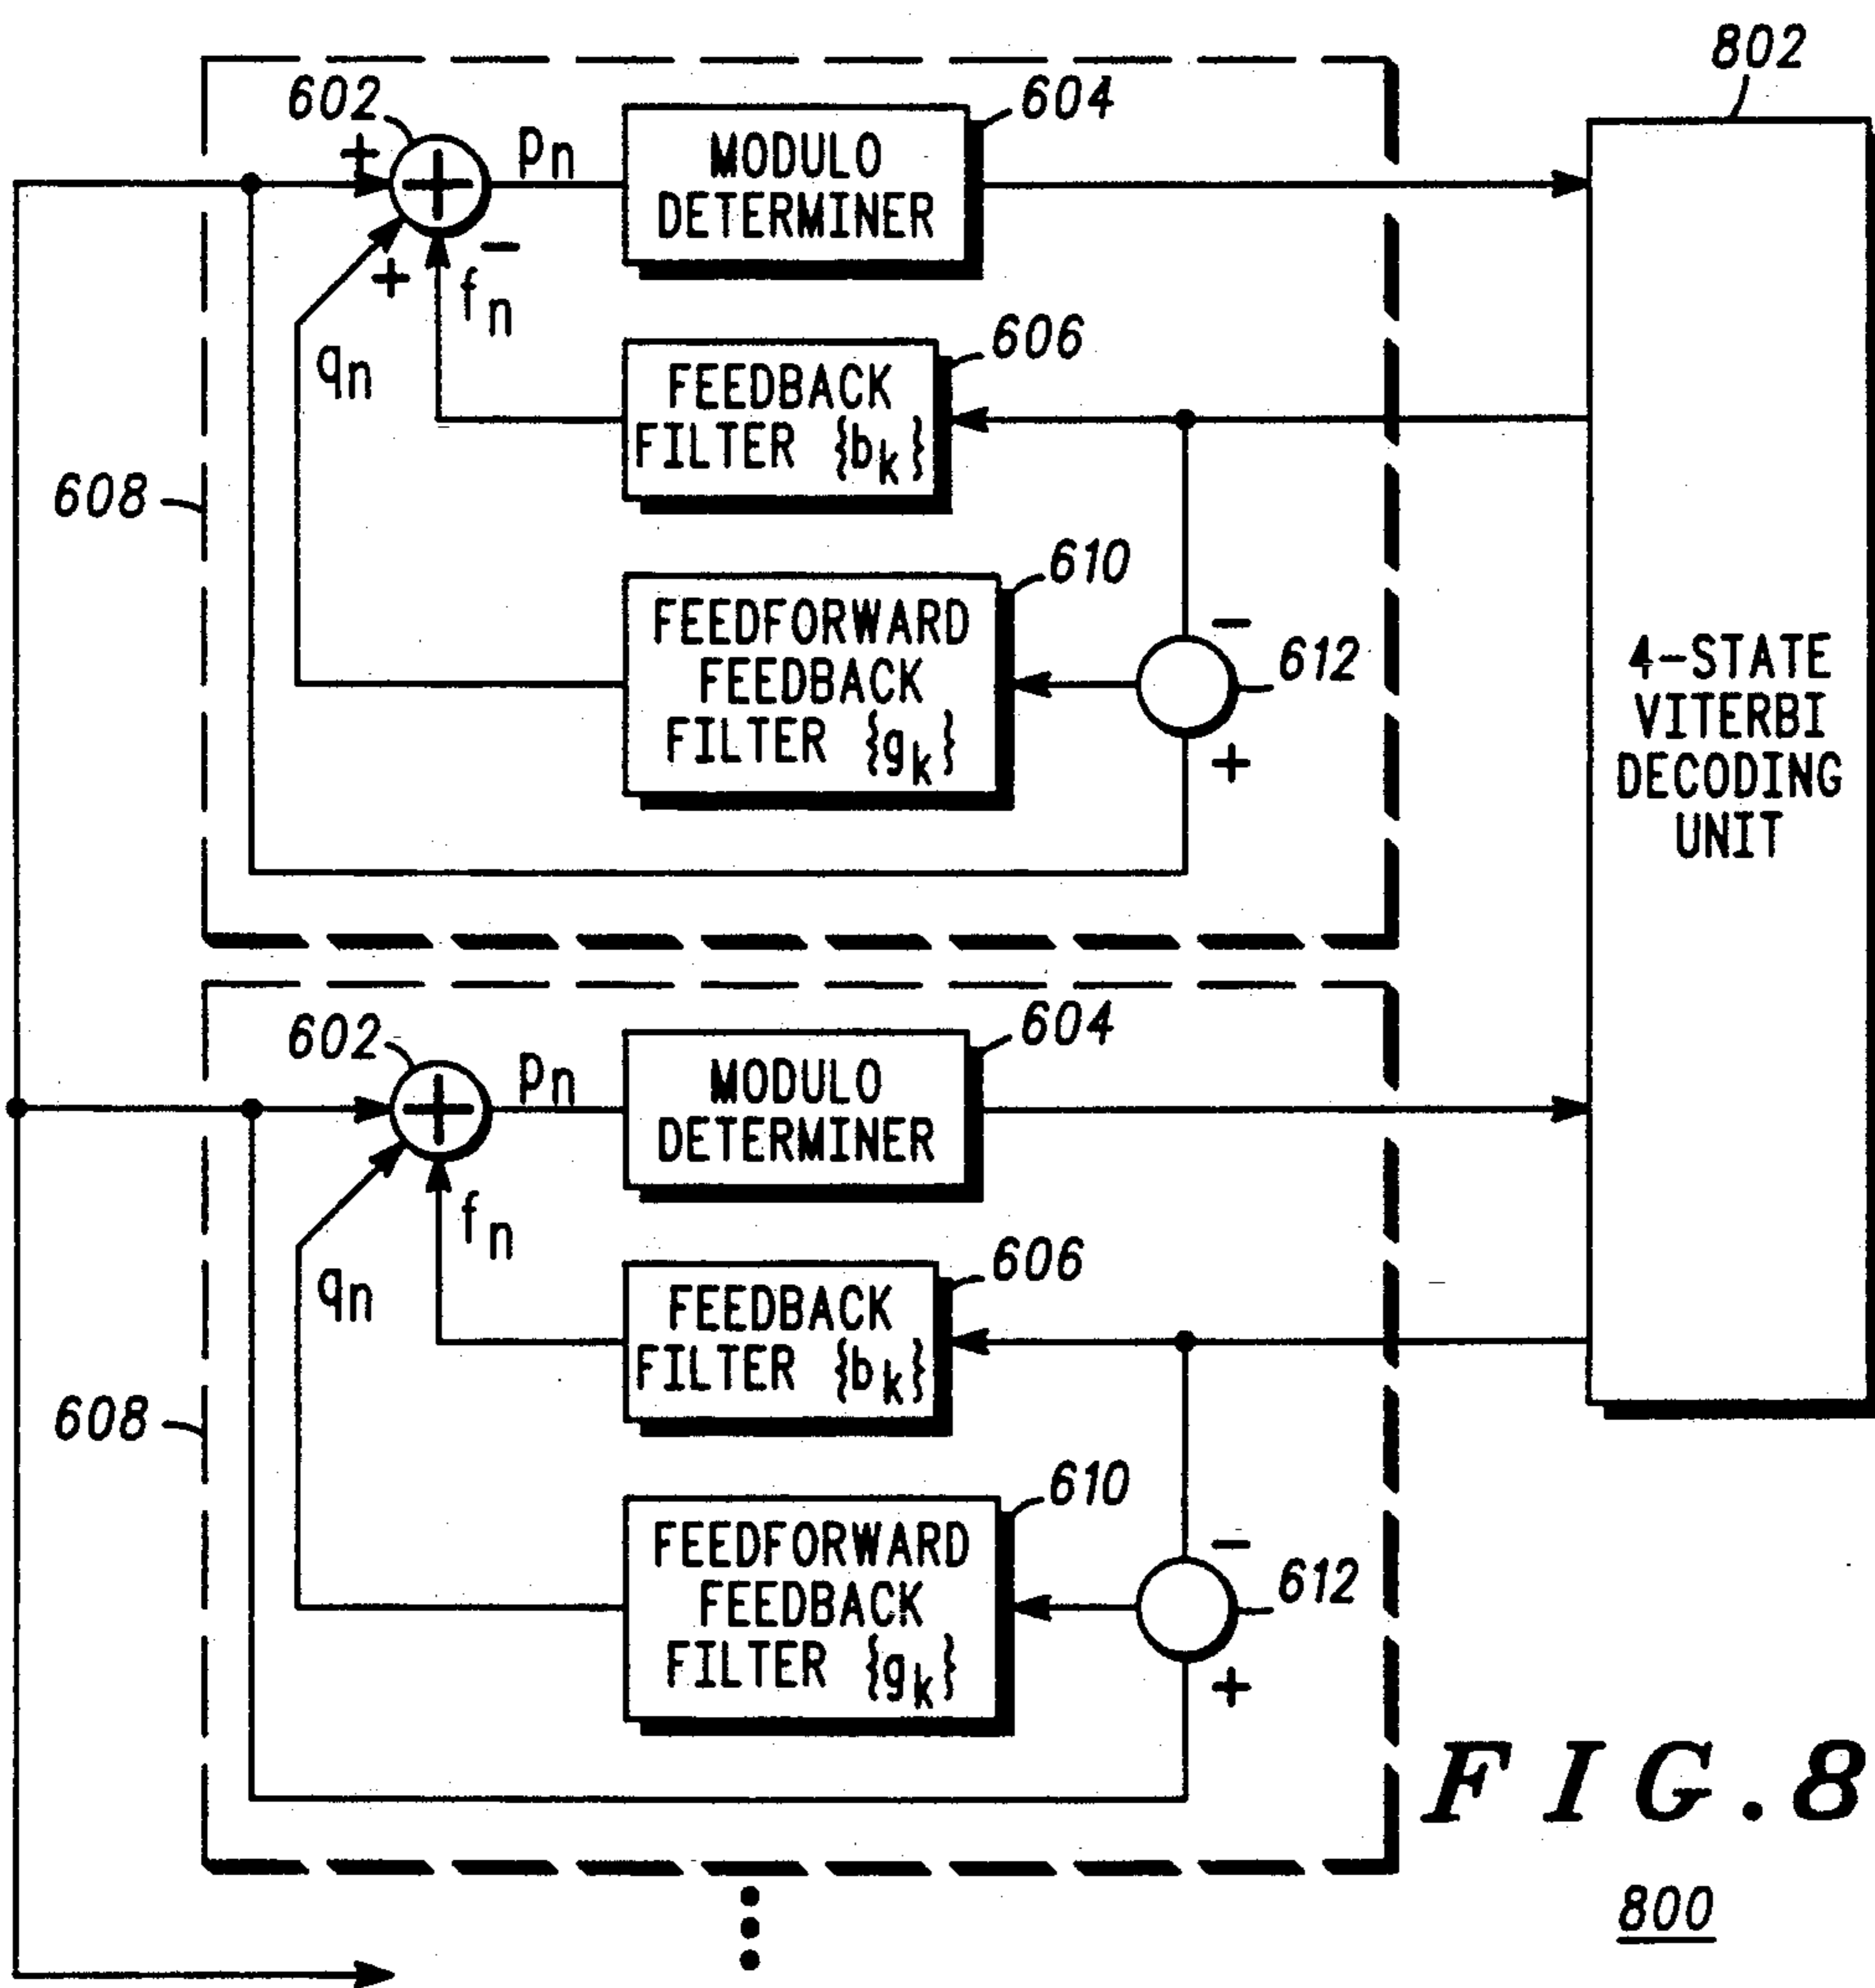 802
602
604
+
+
pn
MODULO
DETERMINER
-
+
fn
qn
606
FEEDBACK
FILTER {bk}
608
610
FEEDFORWARD
FEEDBACK
FILTER {gk}
-
612
+
4-STATE
VITERBI
DECODING
UNIT
602
604
+
pn
MODULO
DETERMINER
fn
qn
606
FEEDBACK
FILTER {bk}
608
610
FEEDFORWARD
FEEDBACK
FILTER {gk}
-
612
+
FIG.8
800